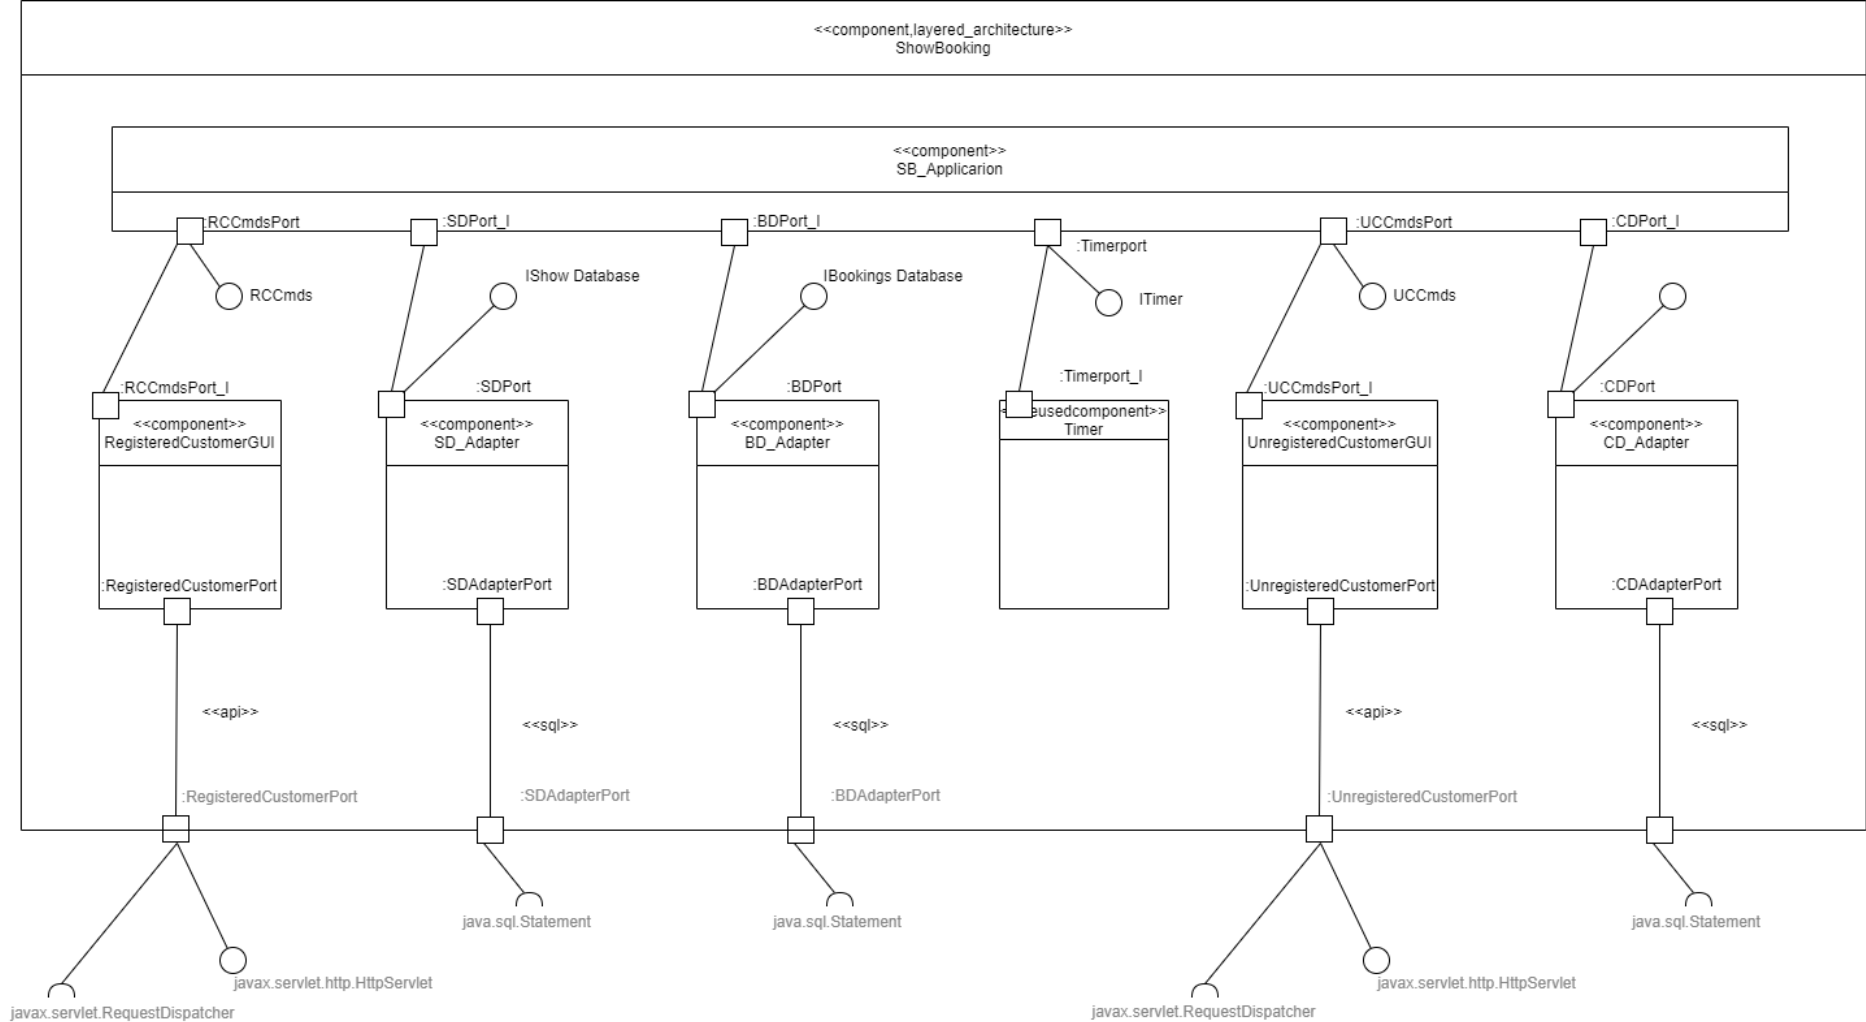 <<component,layered_architecture>>
ShowBooking
<<component>>
SB_Applicarion
:RCCmdsPort
:SDPort_I
:BDPort_I
:Timerport
:UCCmdsPort
:CDPort_I
RCCmds
IShow Database
IBookings Database
ITimer
UCCmds
:RCCmdsPort_I
:SDPort
:BDPort
:Timerport_I
:UCCmdsPort_I
:CDPort
<<component>>
RegisteredCustomerGUI
<<component>>
SD_Adapter
<<component>>
BD_Adapter
eusedcomponent>>
Timer
<<component>>
UnregisteredCustomerGUI
<<component>>
CD_Adapter
:RegisteredCustomerPort
:SDAdapterPort
:BDAdapterPort
:UnregisteredCustomerPort
:CDAdapterPort
<<api>>
<<sql>>
<<sql>>
<<api>>
<<sql>>
:RegisteredCustomerPort
:SDAdapterPort
:BDAdapterPort
:UnregisteredCustomerPort
java.sql.Statement
java.sql.Statement
java.sql.Statement
javax.servlet.http.HttpServlet
javax.servlet.http.HttpServlet
javax.servlet.RequestDispatcher
javax.servlet.RequestDispatcher